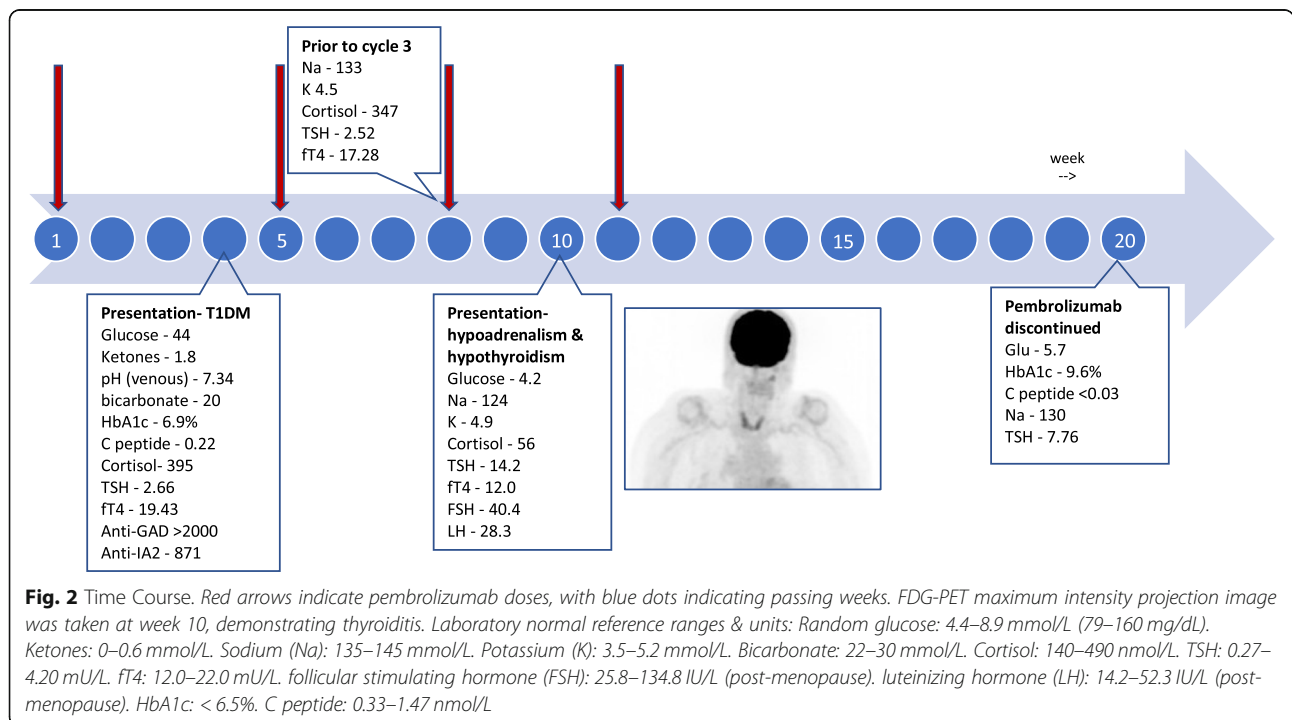 Prior to cycle 3
Na - 133
K 4.5
Cortisol - 347
TSH - 2.52
fT4 - 17.28
week
-->
1
5
10
15
20
Presentation- T1DM
Glucose - 44
Ketones - 1.8
pH (venous) - 7.34
bicarbonate - 20
HbA1c - 6.9%
C peptide - 0.22
Cortisol- 395
TSH - 2.66
fT4 - 19.43
Anti-GAD >2000
Anti-IA2 - 871
Presentation-
hypoadrenalism &
hypothyroidism
Glucose - 4.2
Na - 124
K - 4.9
Cortisol - 56
TSH - 14.2
fT4 - 12.0
FSH - 40.4
LH - 28.3
Pembrolizumab
discontinued
Glu - 5.7
HbA1c - 9.6%
C peptide <0.03
Na - 130
TSH - 7.76
Fig. 2 Time Course. Red arrows indicate pembrolizumab doses, with blue dots indicating passing weeks. FDG-PET maximum intensity projection image
was taken at week 10, demonstrating thyroiditis. Laboratory normal reference ranges & units: Random glucose: 4.4–8.9 mmol/L (79–160 mg/dL).
Ketones: 0–0.6 mmol/L. Sodium (Na): 135–145 mmol/L. Potassium (K): 3.5–5.2 mmol/L. Bicarbonate: 22–30 mmol/L. Cortisol: 140–490 nmol/L. TSH: 0.27–
4.20 mU/L. fT4: 12.0–22.0 mU/L. follicular stimulating hormone (FSH): 25.8–134.8 IU/L (post-menopause). luteinizing hormone (LH): 14.2–52.3 IU/L (post-
menopause). HbA1c: < 6.5%. C peptide: 0.33–1.47 nmol/L